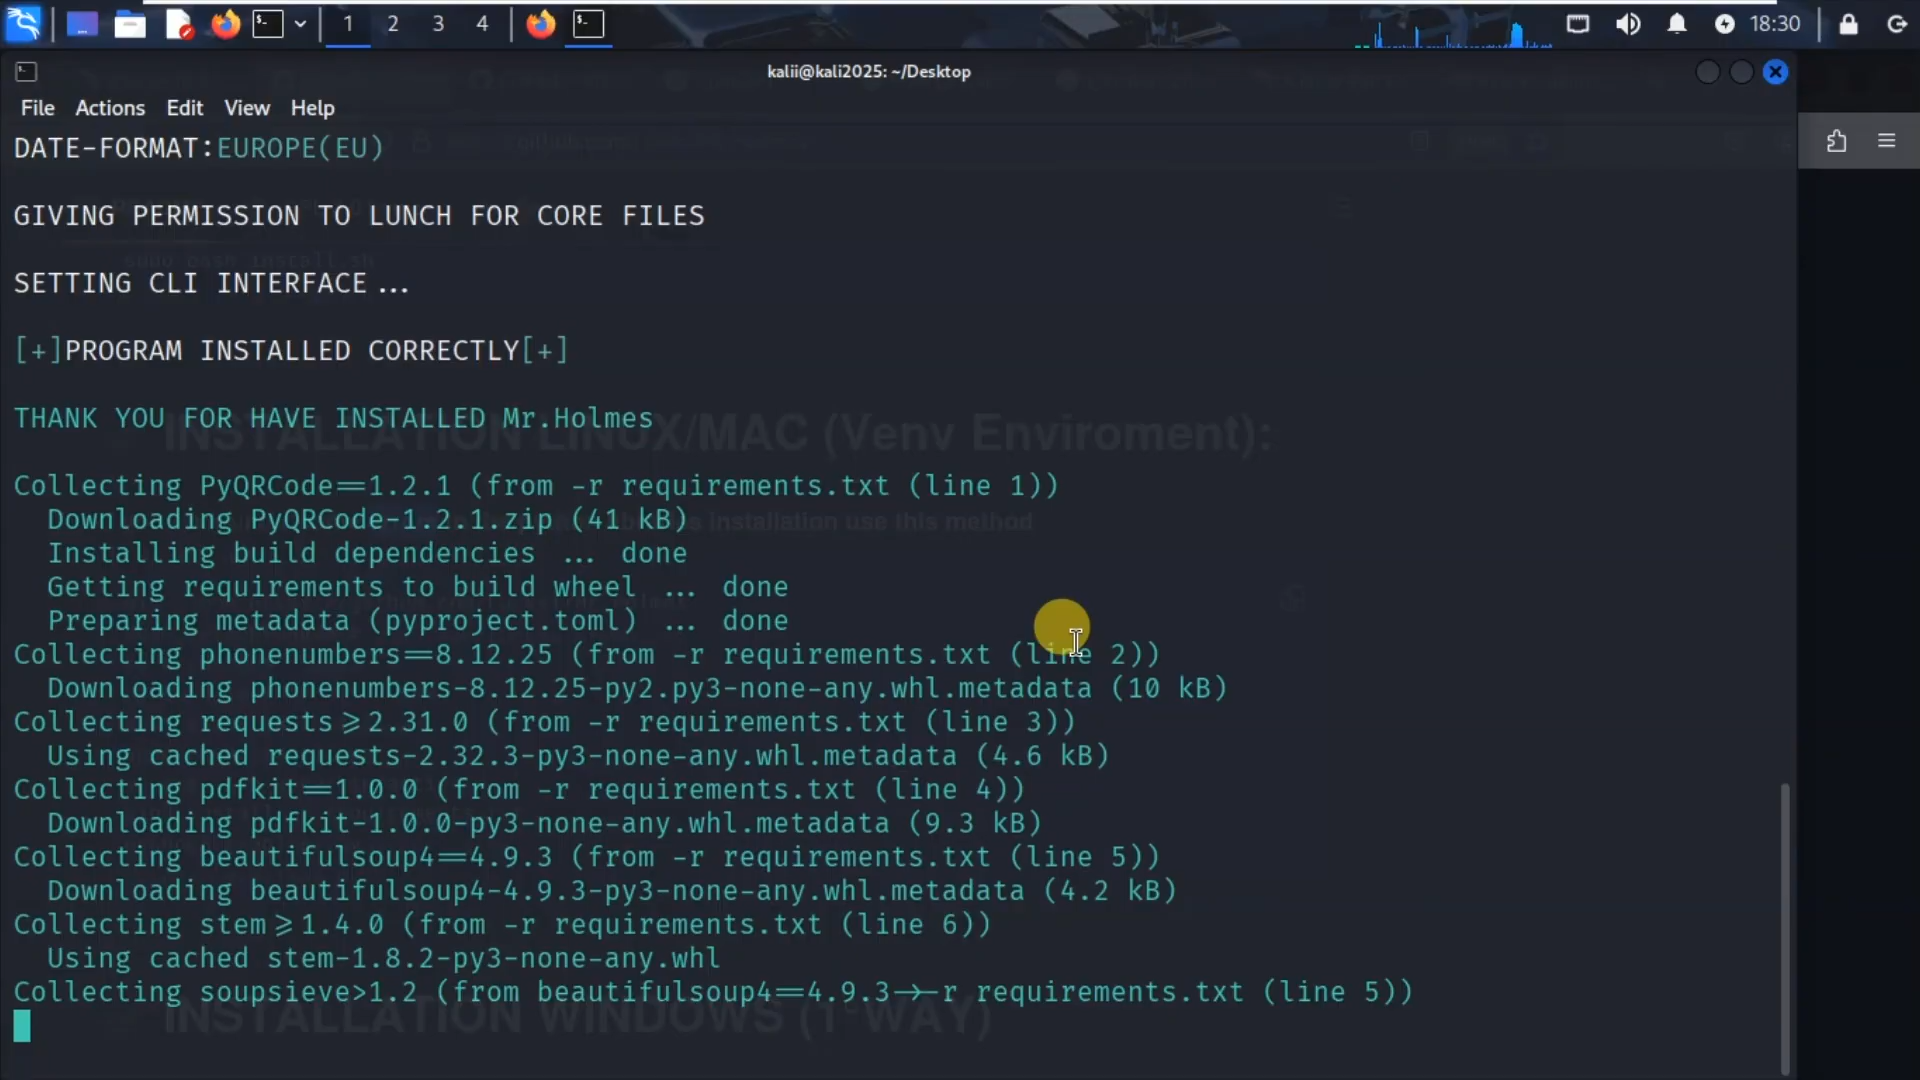 1 2 3 4 18:30
kalii@kali2025: ~/Desktop
File Actions Edit View Help
DATE-FORMAT:EUROPE(EU)
GIVING PERMISSION TO LUNCH FOR CORE FILES
sudo bash install.sh
SETTING CLI INTERFACE ...
[+]PROGRAM INSTALLED CORRECTLY[+]
THANK YOU FOR HAVE INSTALLED Mr.Holmes
INSTALLATION LINUX/MAC (Venv Enviroment):
Collecting PyQRCode==1.2.1 (from -r requirements.txt (line 1))
Downloading PyQRCode-1.2.1.zip (41 kB)
installation use this method
Installing build dependencies ... done
Getting requirements to build wheel ... done
Preparing metadata (pyproject.toml) ... done
Collecting phonenumbers==8.12.25 (from -r requirements.txt (line 2))
Downloading phonenumbers-8.12.25-py2.py3-none-any.whl.metadata (10 kB)
Collecting requests>=2.31.0 (from -r requirements.txt (line 3))
Using cached requests-2.32.3-py3-none-any.whl.metadata (4.6 kB)
Collecting pdfkit==1.0.0 (from -r requirements.txt (line 4))
Downloading pdfkit-1.0.0-py3-none-any.whl.metadata (9.3 kB)
Collecting beautifulsoup4==4.9.3 (from -r requirements.txt (line 5))
Downloading beautifulsoup4-4.9.3-py3-none-any.whl.metadata (4.2 kB)
Collecting stem>=1.4.0 (from -r requirements.txt (line 6))
Using cached stem-1.8.2-py3-none-any.whl
Collecting soupsieve>1.2 (from beautifulsoup4==4.9.3->-r requirements.txt (line 5))
INSTALLATION WINDOWS (1°WAY)